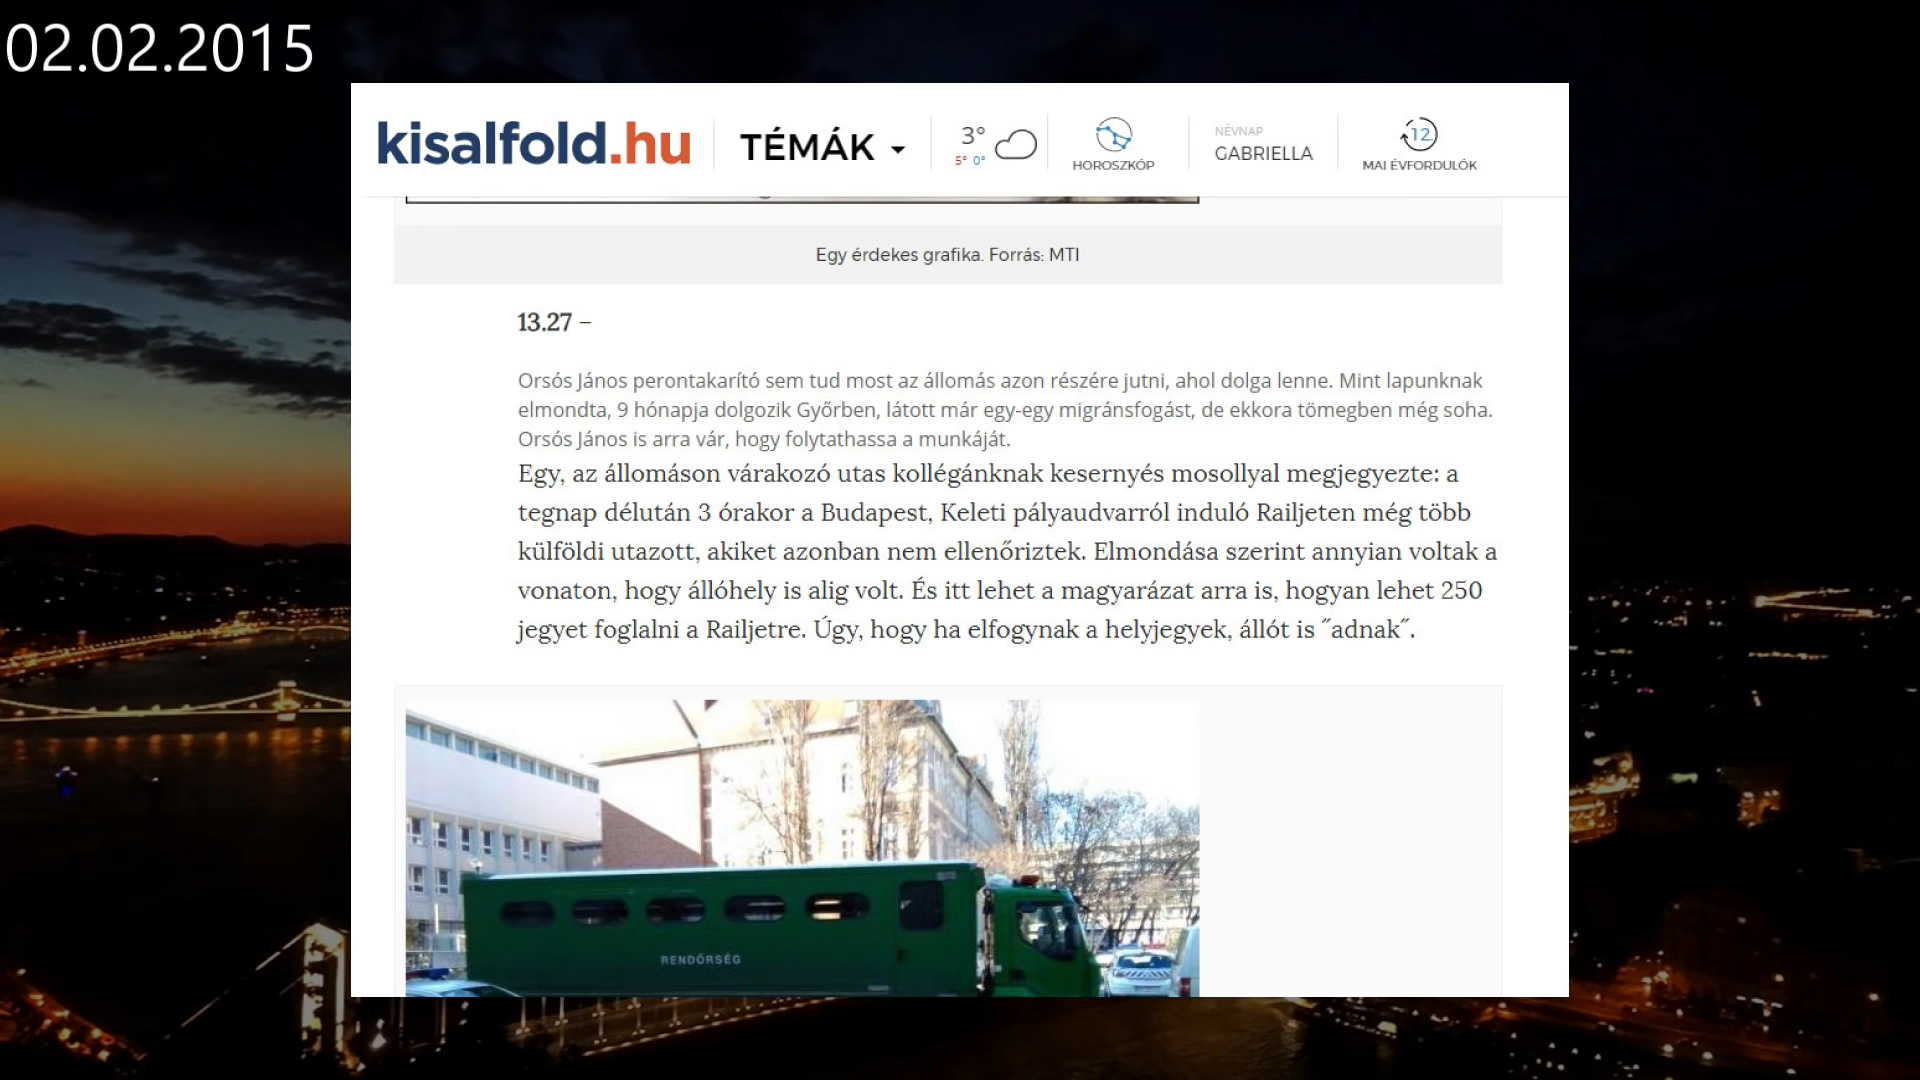 02.02.2015
kisalfold.hu
TÉMÁK
3°
5° 0°
HOROSZKÓP
NÉVNAP
GABRIELLA
12
MAI ÉVFORDULÓK
Egy érdekes grafika. Forrás: MTI
13.27 –
Orsós János perontakarító sem tud most az állomás azon részére jutni, ahol dolga lenne. Mint lapunknak
elmondta, 9 hónapja dolgozik Győrben, látott már egy-egy migránsfogást, de ekkora tömegben még soha.
Orsós János is arra vár, hogy folytathassa a munkáját.
Egy, az állomáson várakozó utas kollégánknak kesernyés mosollyal megjegyezte: a
tegnap délután 3 órakor a Budapest, Keleti pályaudvarról induló Railjeten még több
külföldi utazott, akiket azonban nem ellenőriztek. Elmondása szerint annyian voltak a
vonaton, hogy állóhely is alig volt. És itt lehet a magyarázat arra is, hogyan lehet 250
jegyet foglalni a Railjetre. Úgy, hogy ha elfogynak a helyjegyek, állót is ˝adnak˝.
RENDŐRSÉG